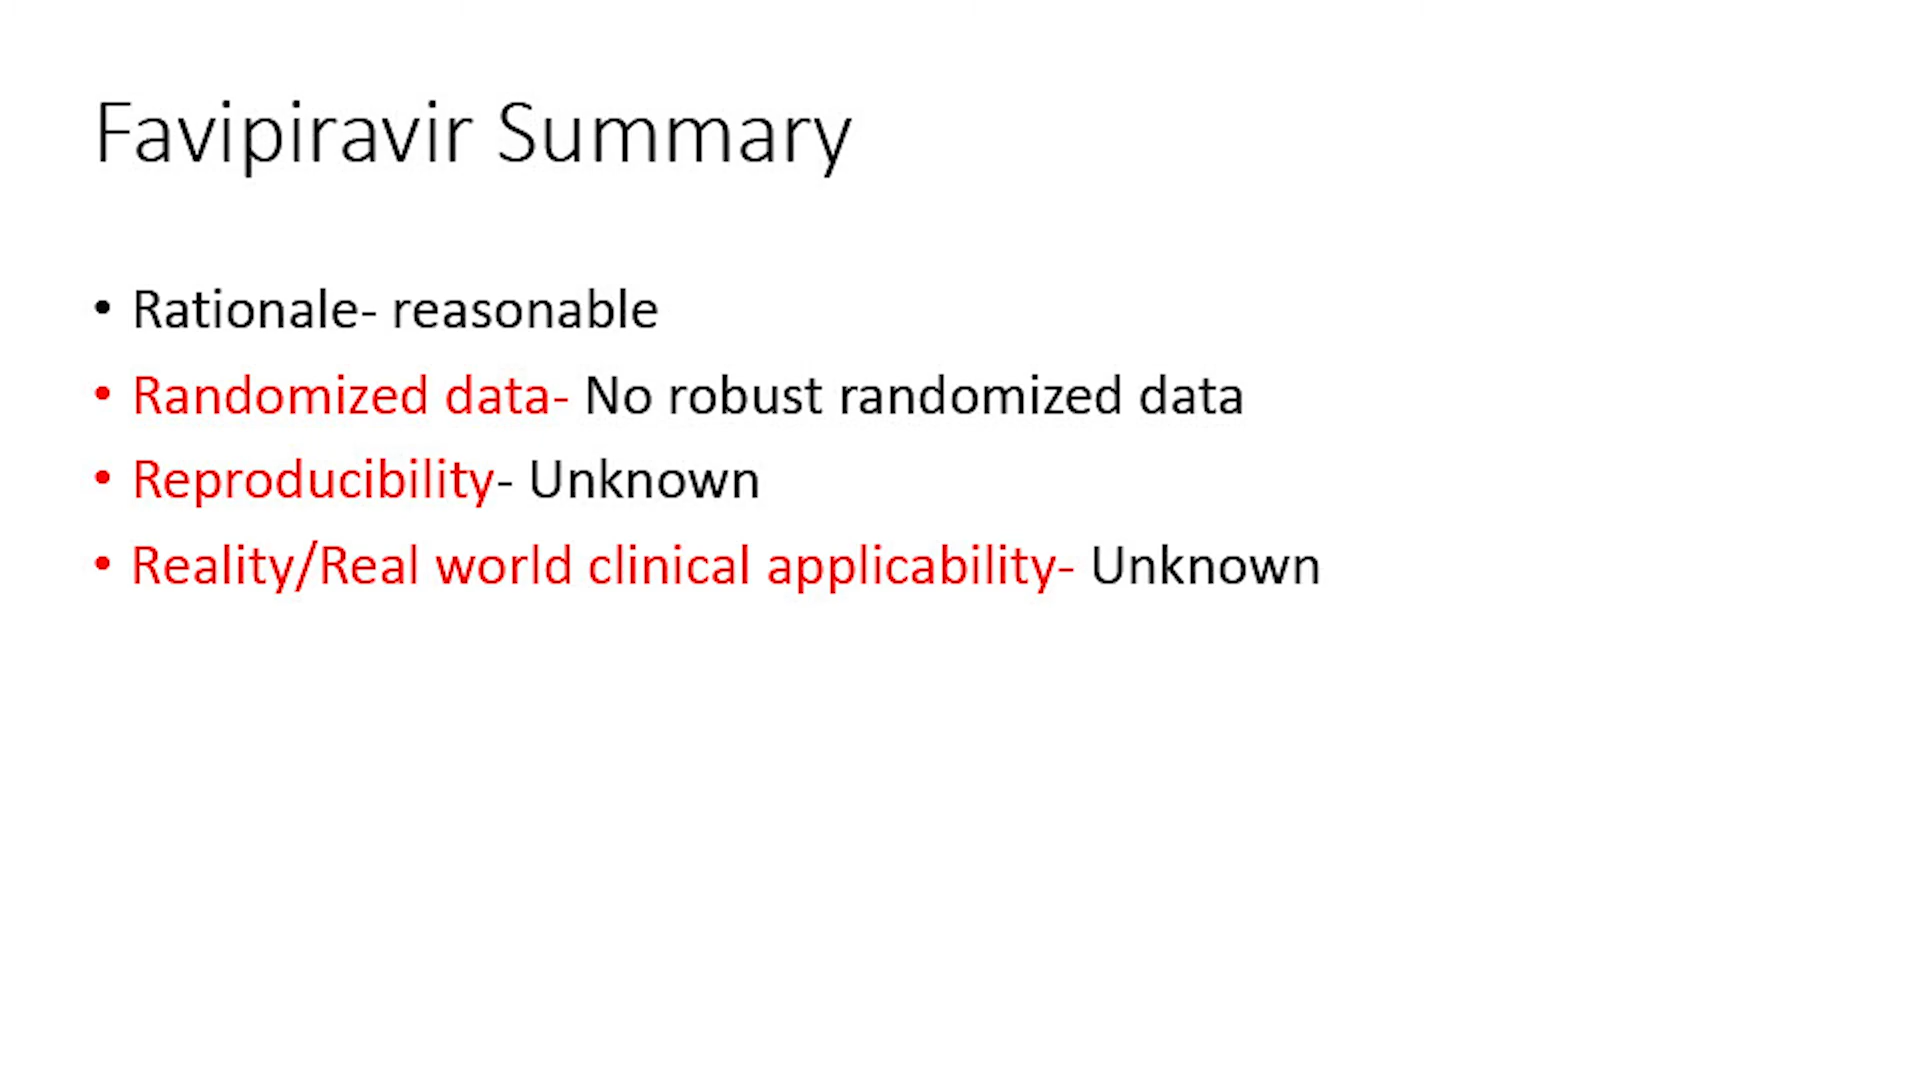 Favipiravir Summary
• Rationale- reasonable
• Randomized data- No robust randomized data
• Reproducibility- Unknown
• Reality/Real world clinical applicability- Unknown